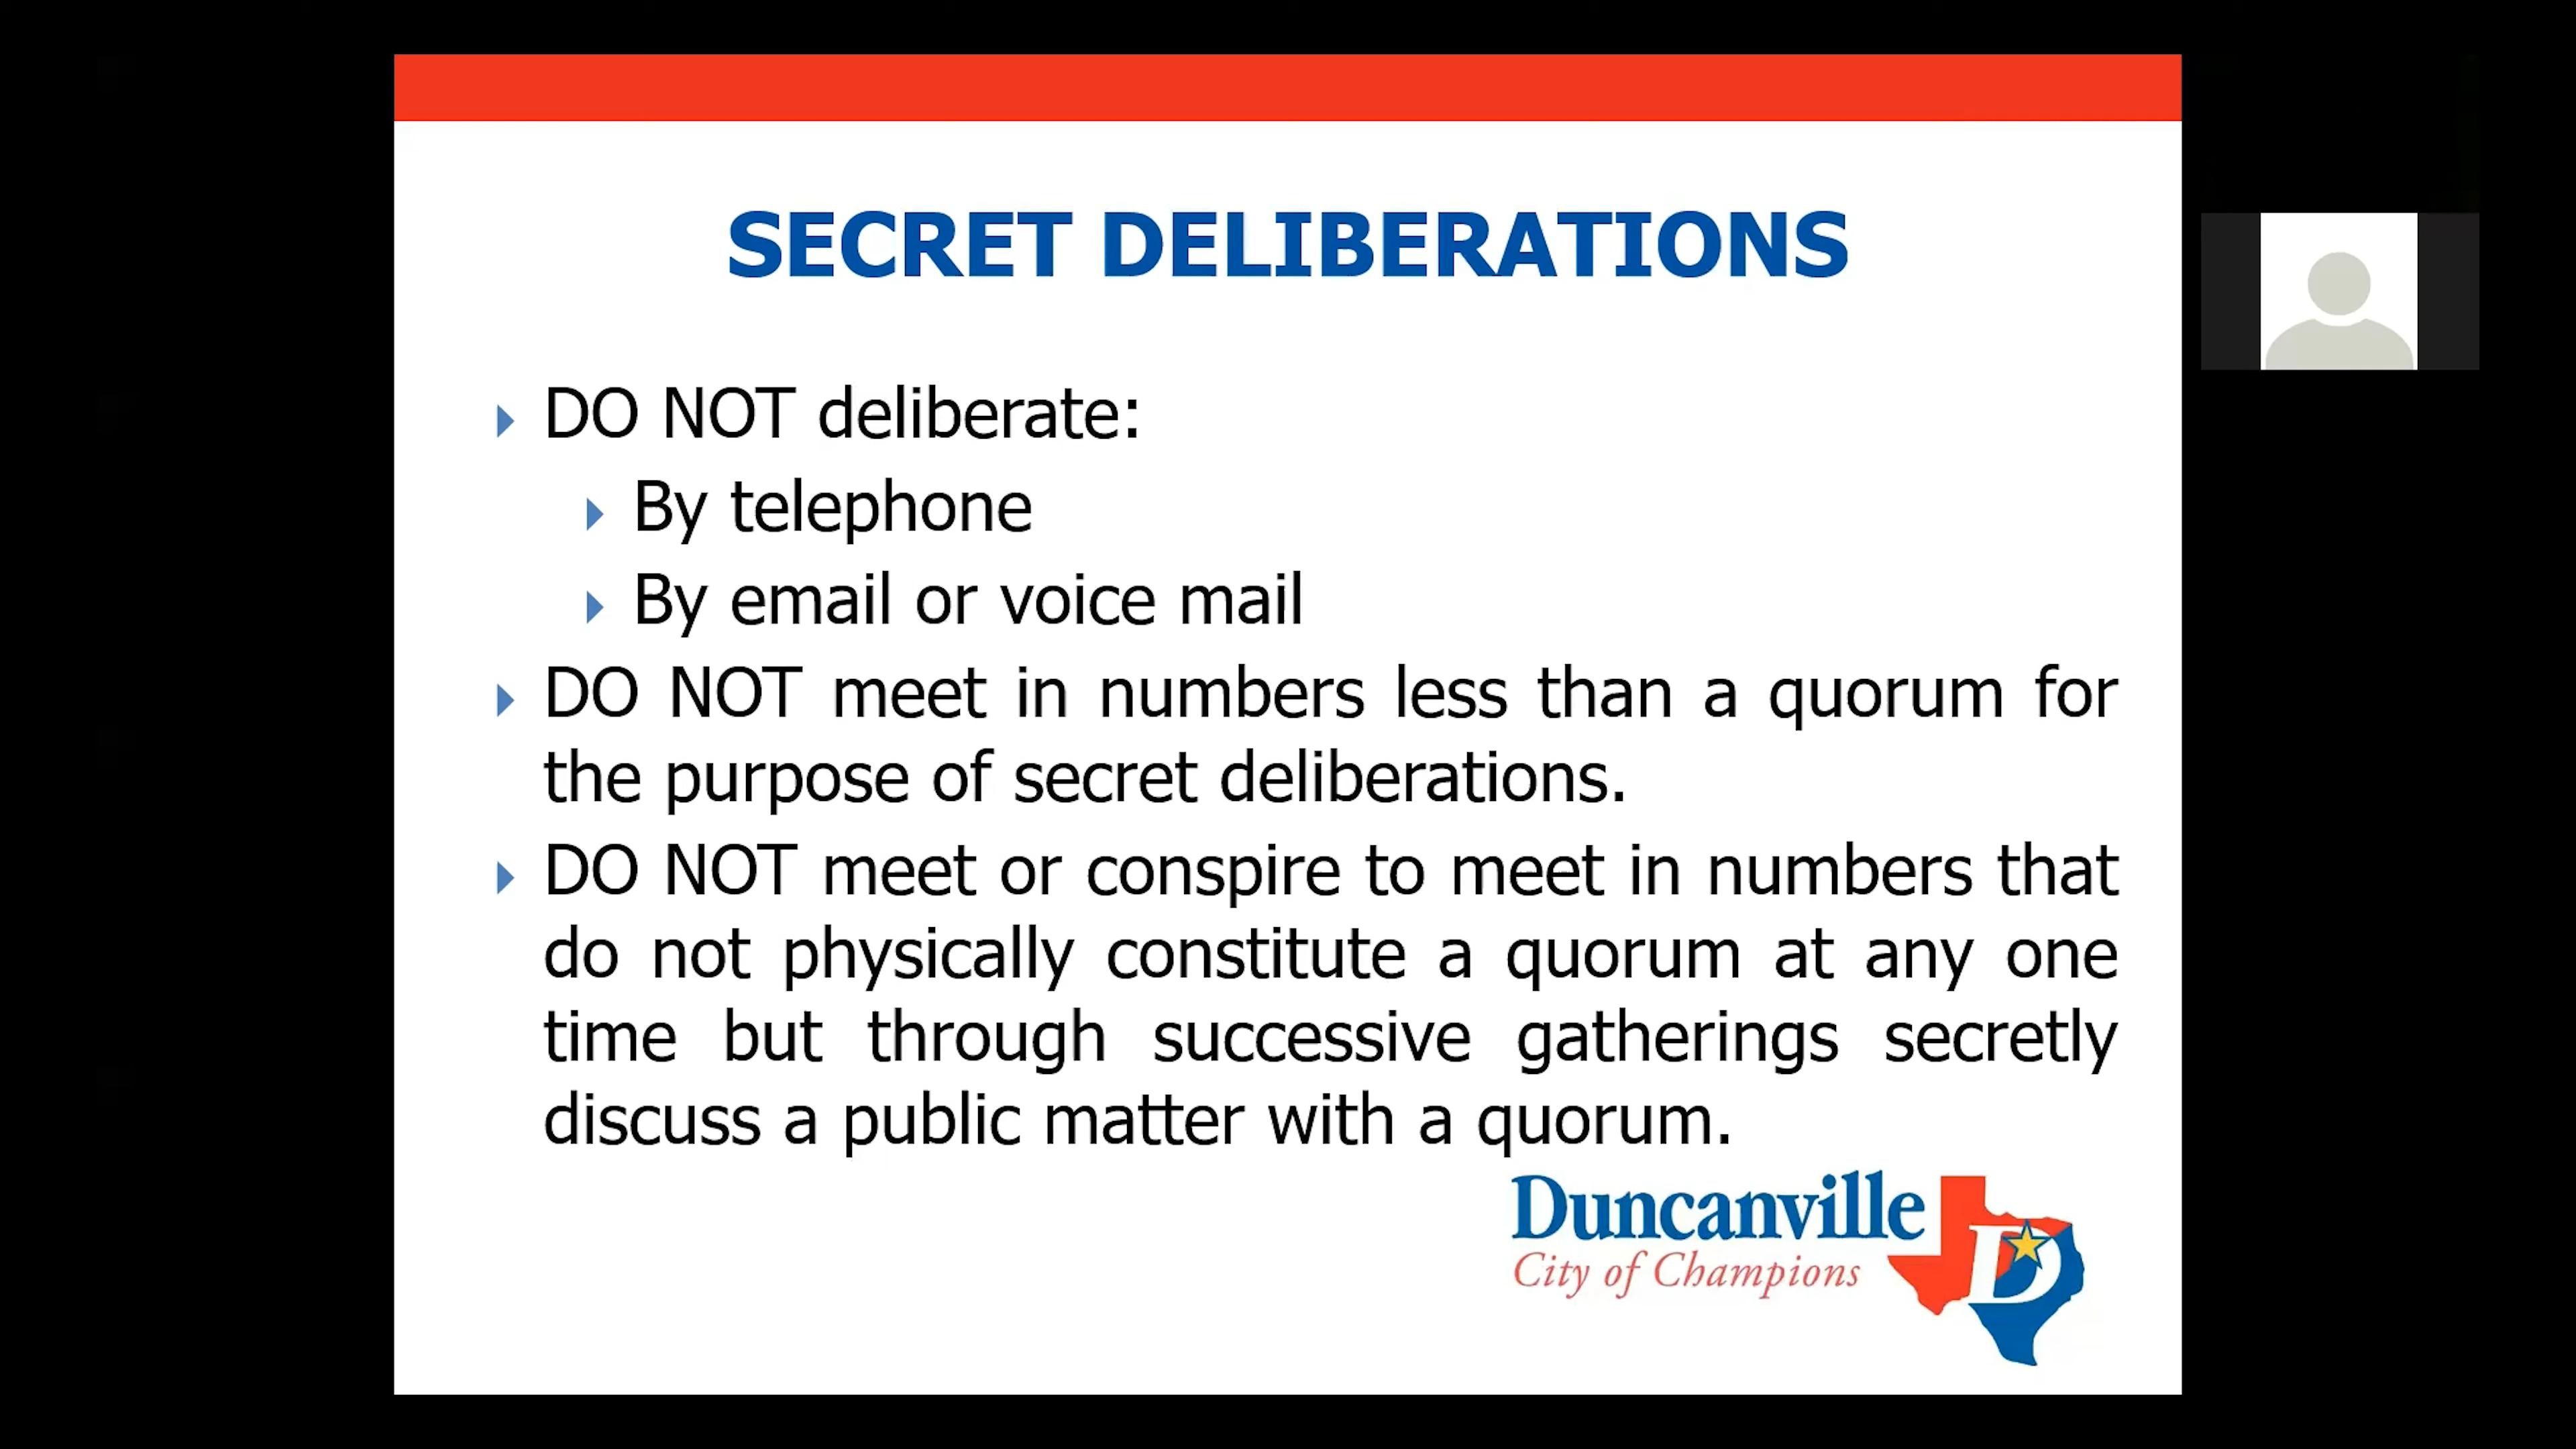 SECRET DELIBERATIONS
DO NOT deliberate:
By telephone
By email or voice mail
DO NOT meet in numbers less than a quorum for
the purpose of secret deliberations.
DO NOT meet or conspire to meet in numbers that
do not physically constitute a quorum at any one
time but through successive gatherings secretly
discuss a public matter with a quorum.
Duncanville
City of Champions
D